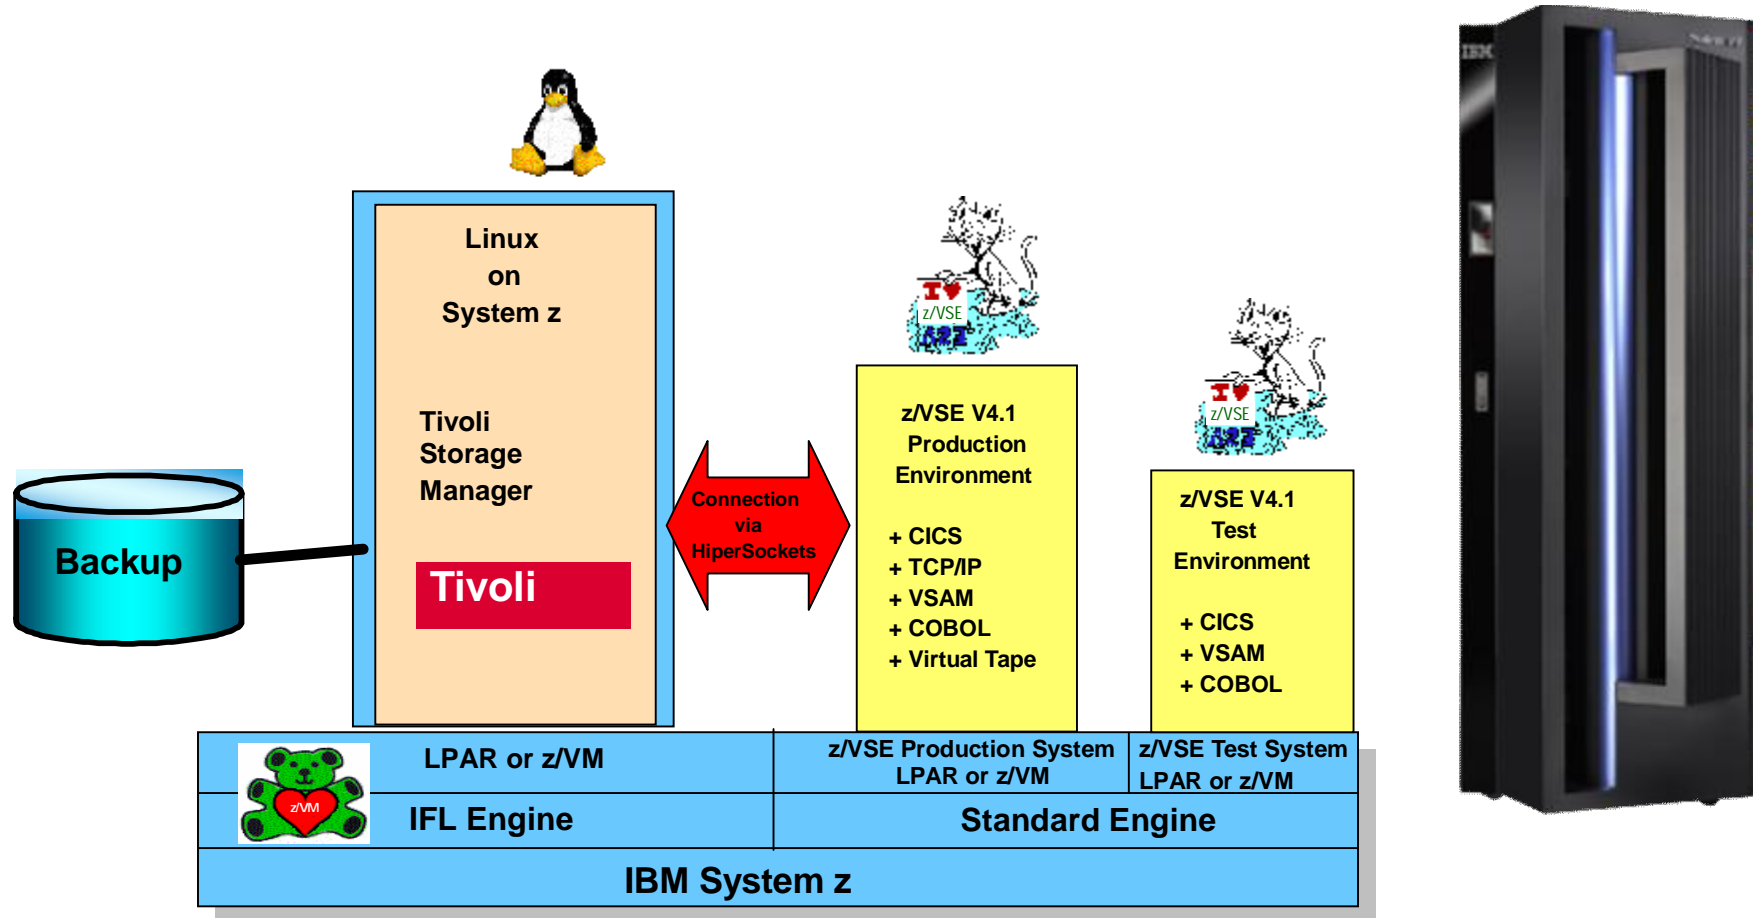 IBM
Linux
on
System z
I♥
z/VSE
I♥
z/VSE
z/VSE V4.1
Production
Environment
+ CICS
+ TCP/IP
+ VSAM
+ COBOL
+ Virtual Tape
z/VSE V4.1
Test
Environment
+ CICS
+ VSAM
+ COBOL
Tivoli
Storage
Manager
Tivoli
Connection
via
HiperSockets
Backup
LPAR or z/VM
z/VSE Production System
LPAR or z/VM
z/VSE Test System
LPAR or z/VM
z/VM
IFL Engine
Standard Engine
IBM System z